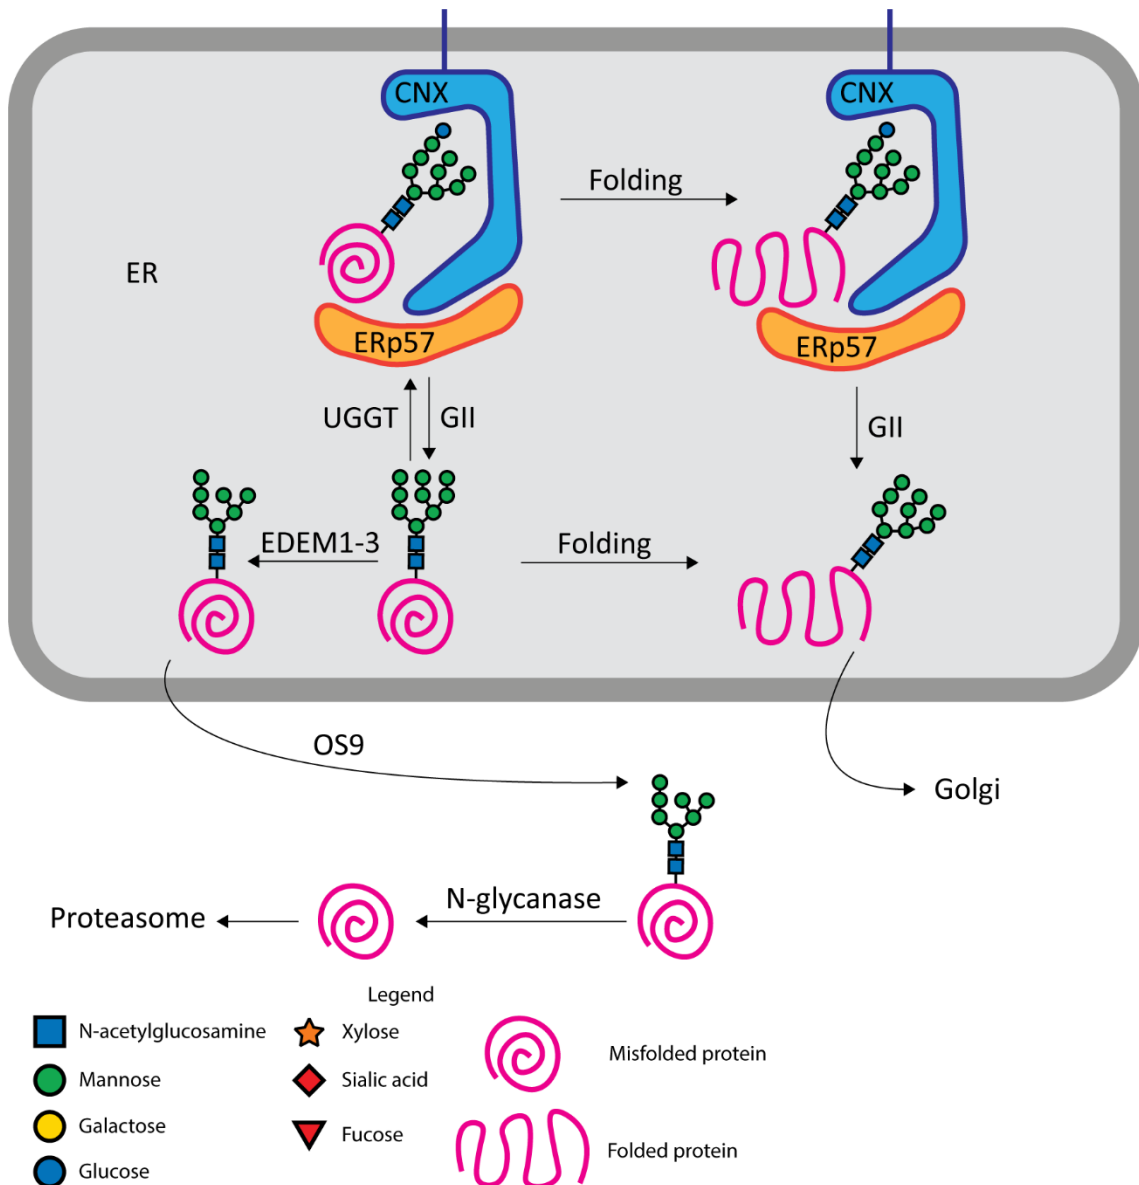 CNX
CNX
Folding
ER
ERp57
ERp57
UGGT
GII
GII
EDEM1-3
Folding
OS9
Golgi
N-glycanase
Proteasome
Legend
N-acetylglucosamine
Xylose
Misfolded protein
Mannose
Sialic acid
Galactose
Fucose
Folded protein
Glucose